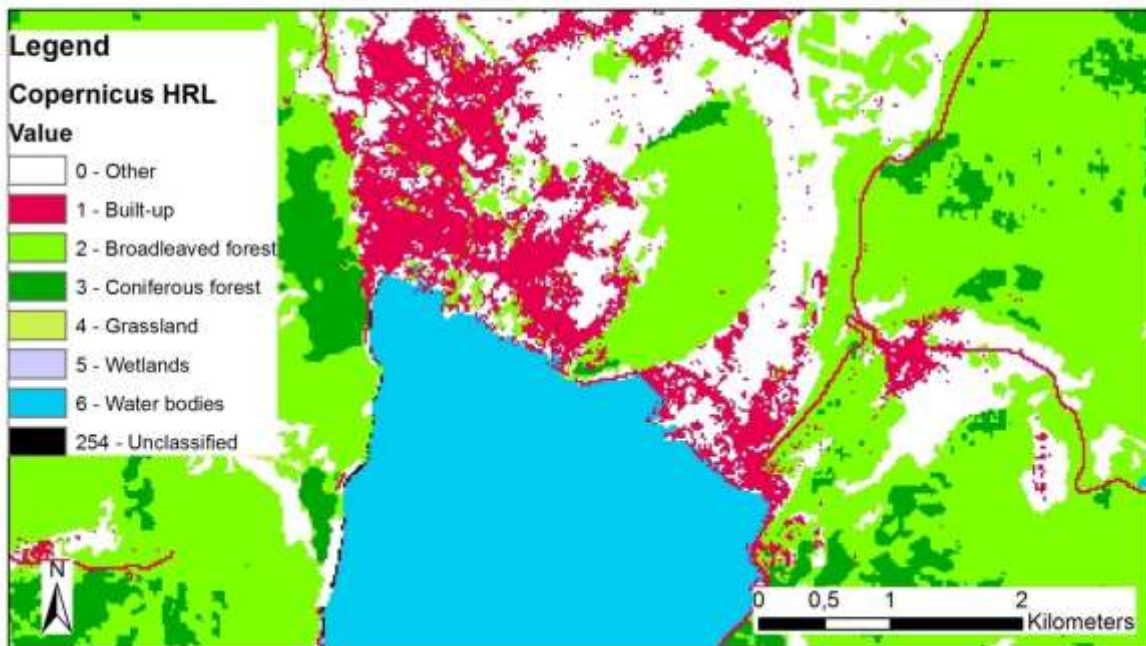 Legend
Copernicus HRL
Value
0 - Other
1 - Built-up
2 - Broadleaved forest
3 - Coniferous forest
4 - Grassland
5 - Wetlands
6 - Water bodies
254 - Unclassified
N
0 0,5 1 2
Kilometers